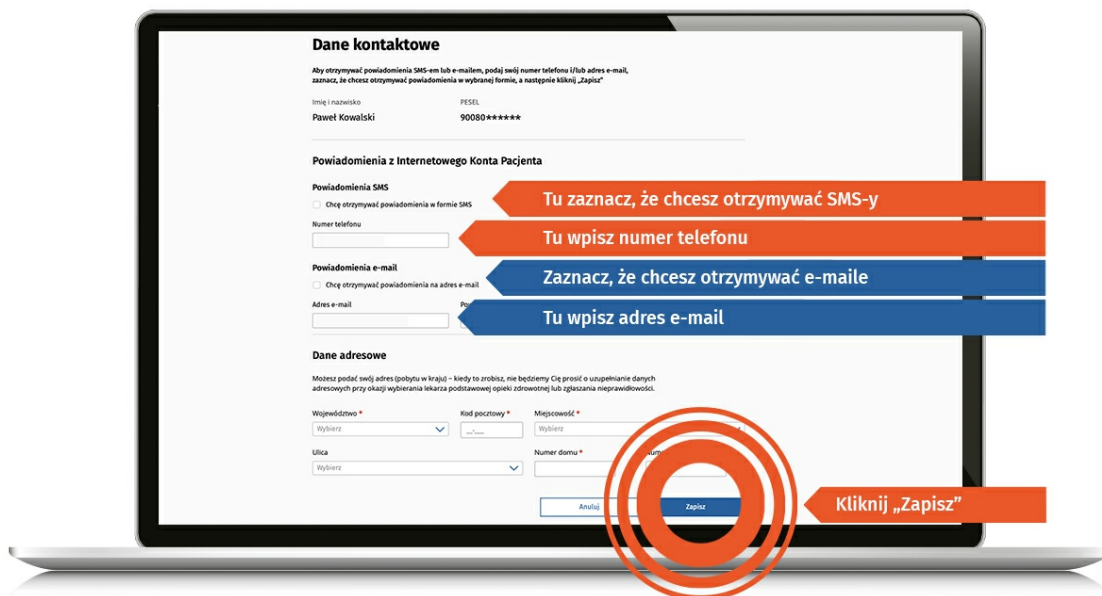 Dane kontaktowe
Aby otrzymywać powiadomienia SMS-em lub e-mailem, podaj swój numer telefonu i/lub adres e-mail,
zaznacz, że chcesz otrzymywać powiadomienia w wybranej formie, a następnie kliknij „Zapisz”
Imię i nazwisko PESEL
Paweł Kowalski 90080******
Powiadomienia z Internetowego Konta Pacjenta
Powiadomienia SMS
Chcę otrzymywać powiadomienia w formie SMS
Tu zaznacz, że chcesz otrzymywać SMS-y
Numer telefonu
Tu wpisz numer telefonu
Powiadomienia e-mail
Chcę otrzymywać powiadomienia na adres e-mail
Zaznacz, że chcesz otrzymywać e-maile
Adres e-mail
Tu wpisz adres e-mail
Dane adresowe
Możesz podać swój adres (pobytu w kraju) – kiedy to zrobisz, nie będziemy Cię prosić o uzupełnianie danych
adresowych przy okazji wybierania lekarza podstawowej opieki zdrowotnej lub zgłaszania nieprawidłowości.
Województwo * Kod pocztowy * Miejscowość *
Wybierz __-___ Wybierz
Ulica Numer domu *
Wybierz
Anuluj Zapisz
Kliknij „Zapisz”